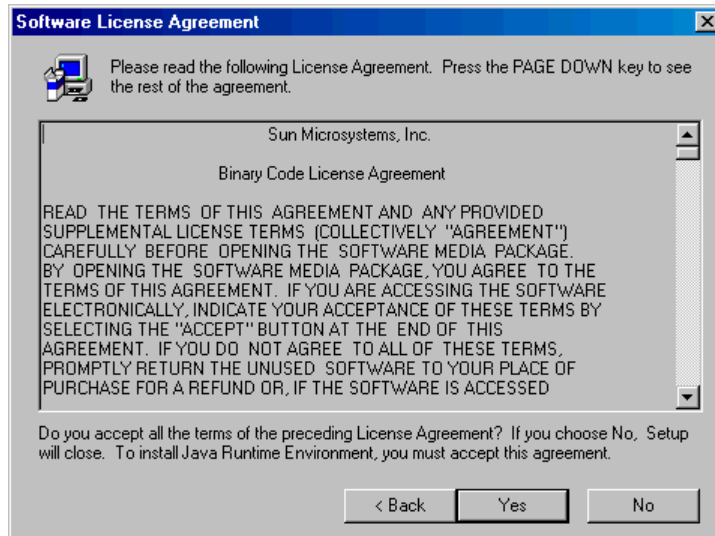 Software License Agreement
Please read the following License Agreement. Press the PAGE DOWN key to see
the rest of the agreement.
Sun Microsystems, Inc.
Binary Code License Agreement
READ THE TERMS OF THIS AGREEMENT AND ANY PROVIDED
SUPPLEMENTAL LICENSE TERMS (COLLECTIVELY "AGREEMENT")
CAREFULLY BEFORE OPENING THE SOFTWARE MEDIA PACKAGE.
BY OPENING THE SOFTWARE MEDIA PACKAGE, YOU AGREE TO THE
TERMS OF THIS AGREEMENT. IF YOU ARE ACCESSING THE SOFTWARE
ELECTRONICALLY, INDICATE YOUR ACCEPTANCE OF THESE TERMS BY
SELECTING THE "ACCEPT" BUTTON AT THE END OF THIS
AGREEMENT. IF YOU DO NOT AGREE TO ALL OF THESE TERMS,
PROMPTLY RETURN THE UNUSED SOFTWARE TO YOUR PLACE OF
PURCHASE FOR A REFUND OR, IF THE SOFTWARE IS ACCESSED
Do you accept all the terms of the preceding License Agreement? If you choose No, Setup
will close. To install Java Runtime Environment, you must accept this agreement.
< Back
Yes
No